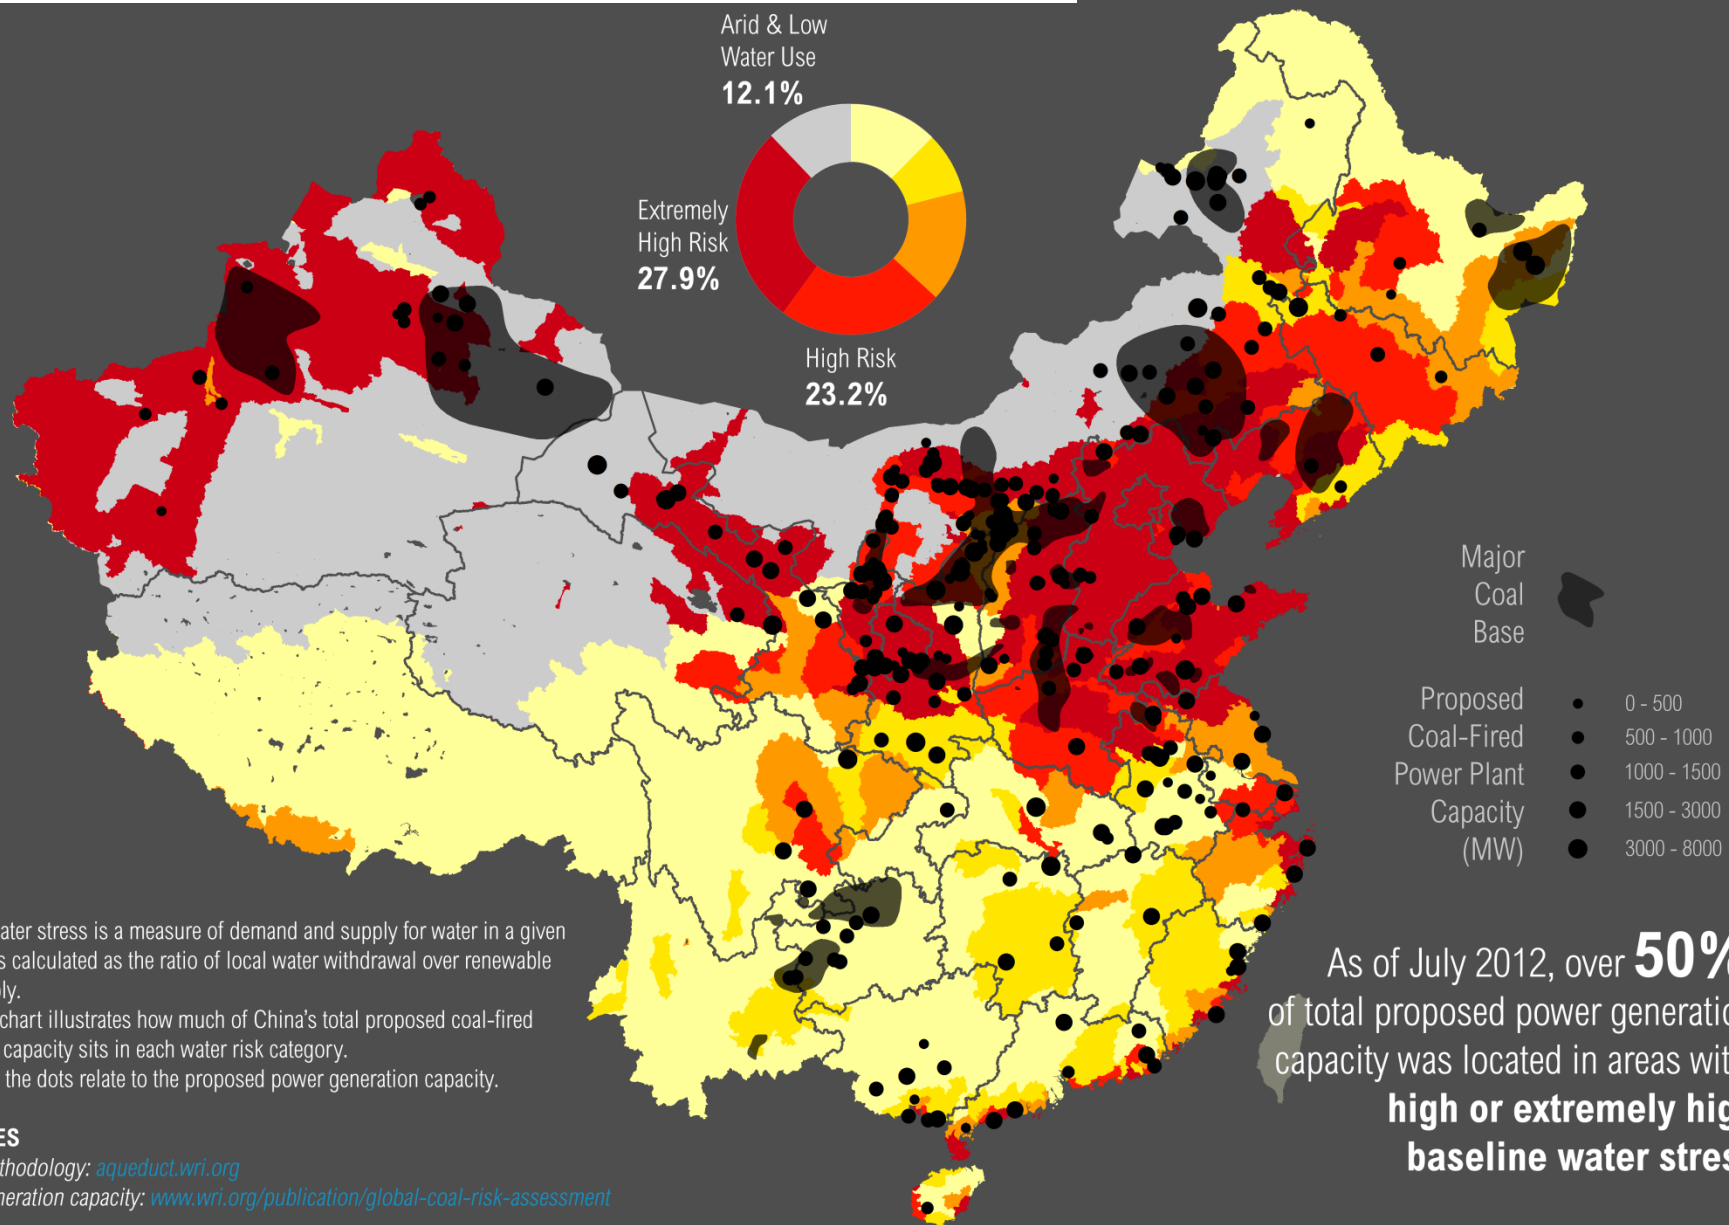 Arid & Low
Water Use
12.1%
Extremely
High Risk
27.9%
High Risk
23.2%
Major
Coal
Base
Proposed
Coal-Fired
Power Plant
Capacity
(MW)
0 - 500
500 - 1000
1000 - 1500
1500 - 3000
3000 - 8000
ater stress is a measure of demand and supply for water in a given
s calculated as the ratio of local water withdrawal over renewable
ly.
chart illustrates how much of China's total proposed coal-fired
capacity sits in each water risk category.
the dots relate to the proposed power generation capacity.
ES
thodology: aqueduct.wri.org
neration capacity: www.wri.org/publication/global-coal-risk-assessment
As of July 2012, over 50%
of total proposed power generatio
capacity was located in areas wit
high or extremely hig
baseline water stres